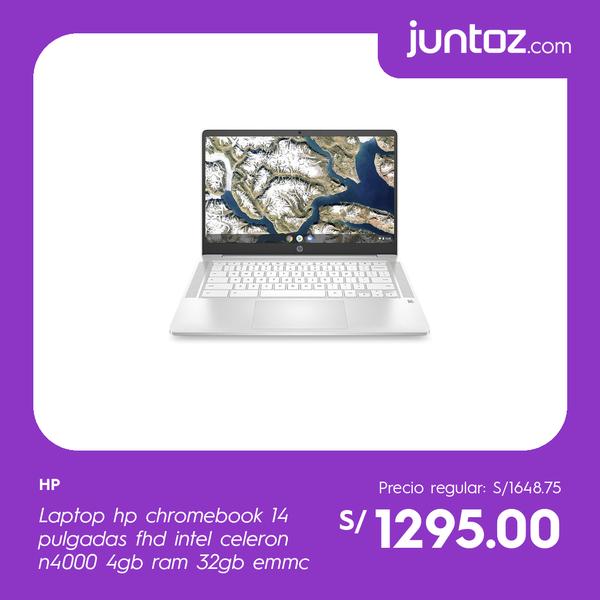 juntoz.com
HP
Laptop hp chromebook 14
pulgadas fhd intel celeron
n4000 4gb ram 32gb emmc
Precio regular: S/1648.75
S/1295.00